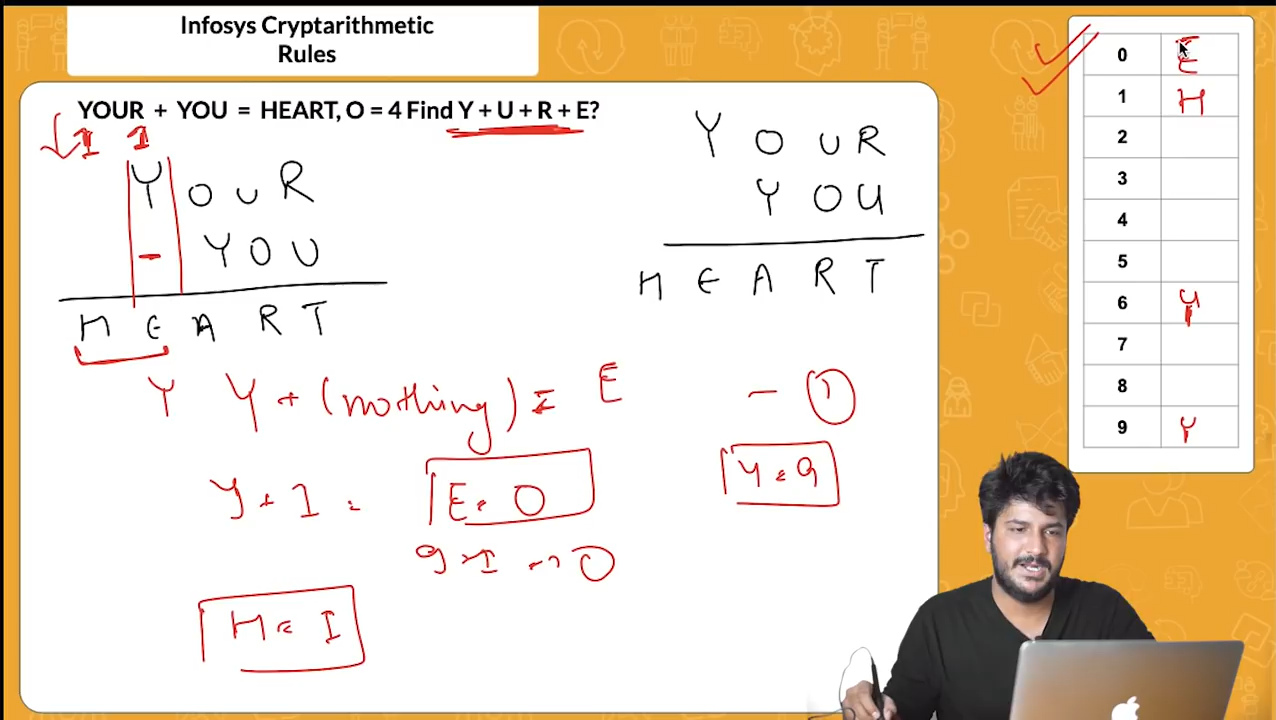 Infosys Cryptarithmetic
Rules
YOUR + YOU = HEART, O = 4 Find Y + U + R + E?
1 1
Y O U R
- Y O U
H E A R T
Y Y + (nothing) = E - 1
Y + 1 = E = 0 Y = 9
9 + 1 → 0
H = 1
Y O U R
Y O U
H E A R T
0 E
1 H
2
3
4
5
6 Y
7
8
9 Y